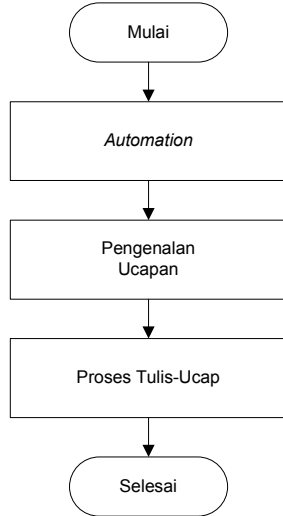 Mulai
Automation
Pengenalan
Ucapan
Proses Tulis-Ucap
Selesai